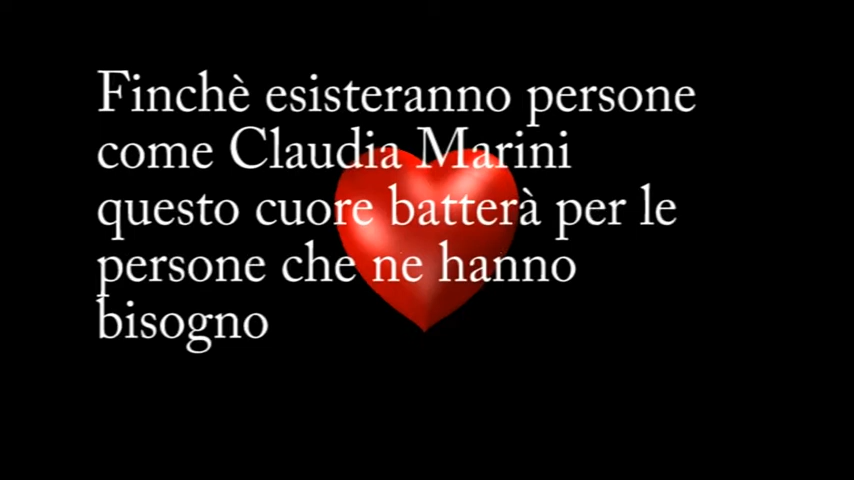 Finchè esisteranno persone
come Claudia Marini
questo cuore batterà per le
persone che ne hanno
bisogno